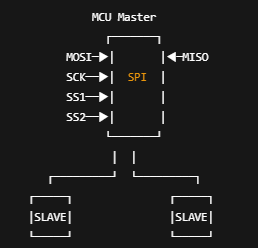 MCU Master
MOSI MISO
SCK SPI
SS1
SS2
SLAVE SLAVE